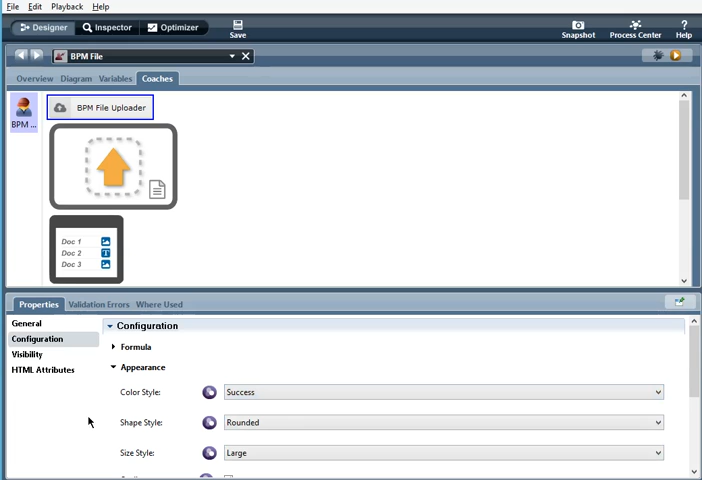 File Edit Playback Help
Designer Inspector Optimizer Save Snapshot Process Center Help
BPM File
Overview Diagram Variables Coaches
BPM ...
BPM File Uploader
Doc 1
Doc 2 T
Doc 3
Properties Validation Errors Where Used
General
Configuration
Visibility
HTML Attributes
Configuration
Formula
Appearance
Color Style: Success
Shape Style: Rounded
Size Style: Large